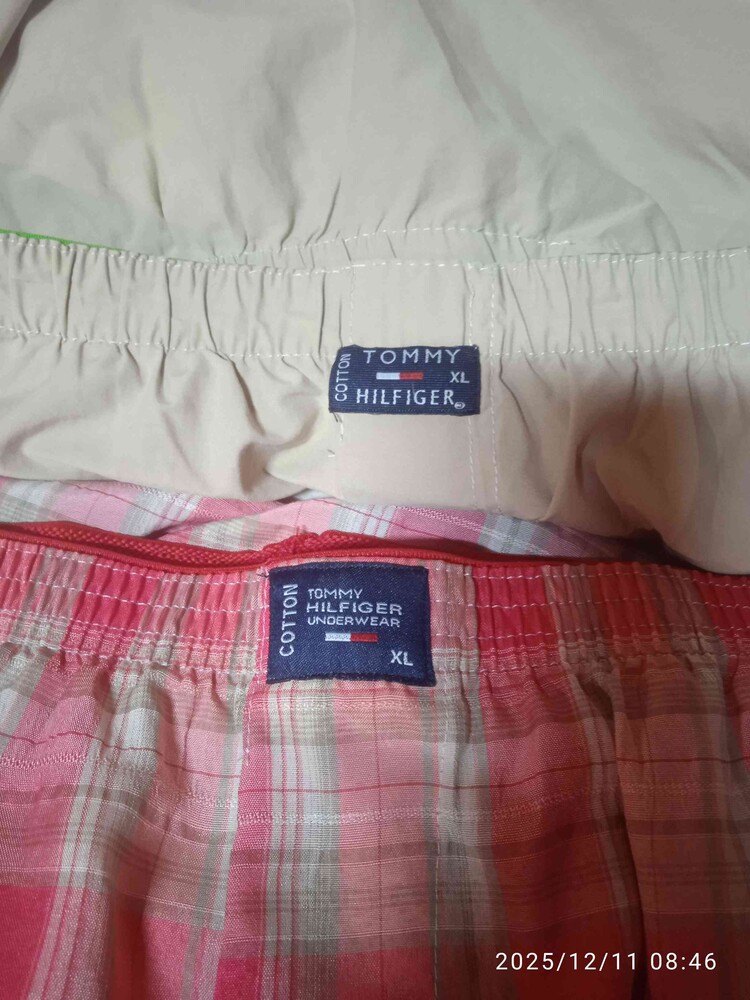 COTTON
TOMMY
XL
HILFIGER
COTTON
TOMMY
HILFIGER
UNDERWEAR
XL
2025/12/11 08:46